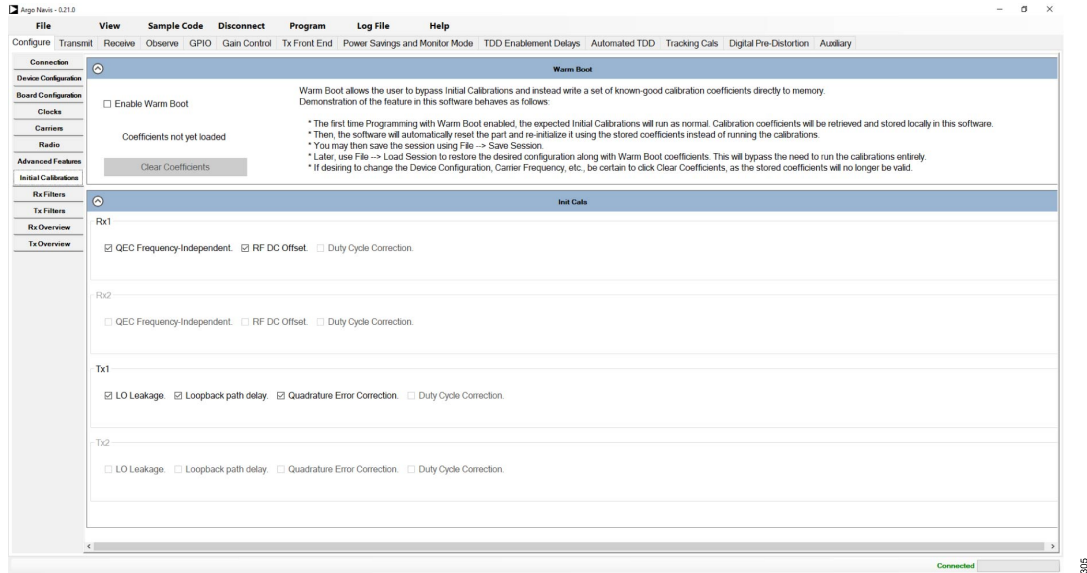 Argo Navis - 0.21.0
File View Sample Code Disconnect Program Log File Help
Configure Transmit Receive Observe GPIO Gain Control Tx Front End Power Savings and Monitor Mode TDD Enablement Delays Automated TDD Tracking Cals Digital Pre-Distortion Auxiliary
Connection
Device Configuration
Board Configuration
Clocks
Carriers
Radio
Advanced Features
Initial Calibrations
Rx Filters
Tx Filters
Rx Overview
Tx Overview
Warm Boot
Enable Warm Boot
Coefficients not yet loaded
Clear Coefficients
Warm Boot allows the user to bypass Initial Calibrations and instead write a set of known-good calibration coefficients directly to memory.
Demonstration of the feature in this software behaves as follows:
* The first time Programming with Warm Boot enabled, the expected Initial Calibrations will run as normal. Calibration coefficients will be retrieved and stored locally in this software.
* Then, the software will automatically reset the part and re-initialize it using the stored coefficients instead of running the calibrations.
* You may then save the session using File --> Save Session.
* Later, use File --> Load Session to restore the desired configuration along with Warm Boot coefficients. This will bypass the need to run the calibrations entirely.
* If desiring to change the Device Configuration, Carrier Frequency, etc., be certain to click Clear Coefficients, as the stored coefficients will no longer be valid.
Init Cals
Rx1
QEC Frequency-Independent. RF DC Offset. Duty Cycle Correction.
Rx2
QEC Frequency-Independent. RF DC Offset. Duty Cycle Correction.
Tx1
LO Leakage. Loopback path delay. Quadrature Error Correction. Duty Cycle Correction.
Tx2
LO Leakage. Loopback path delay. Quadrature Error Correction. Duty Cycle Correction.
Connected
305